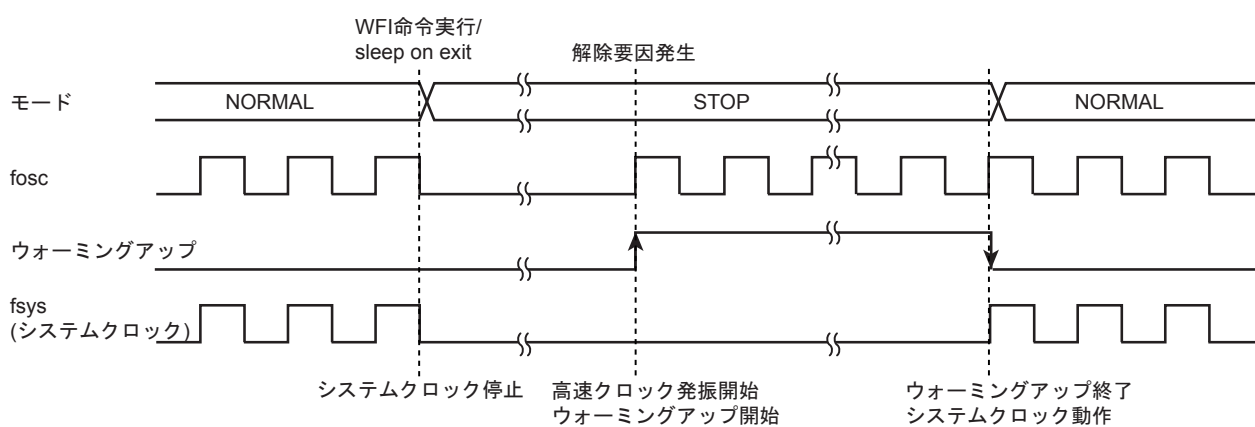 WFI命令実行/
sleep on exit
解除要因発生
モード
NORMAL
STOP
NORMAL
fosc
ウォーミングアップ
fsys
(システムクロック)
システムクロック停止
高速クロック発振開始
ウォーミングアップ開始
ウォーミングアップ終了
システムクロック動作